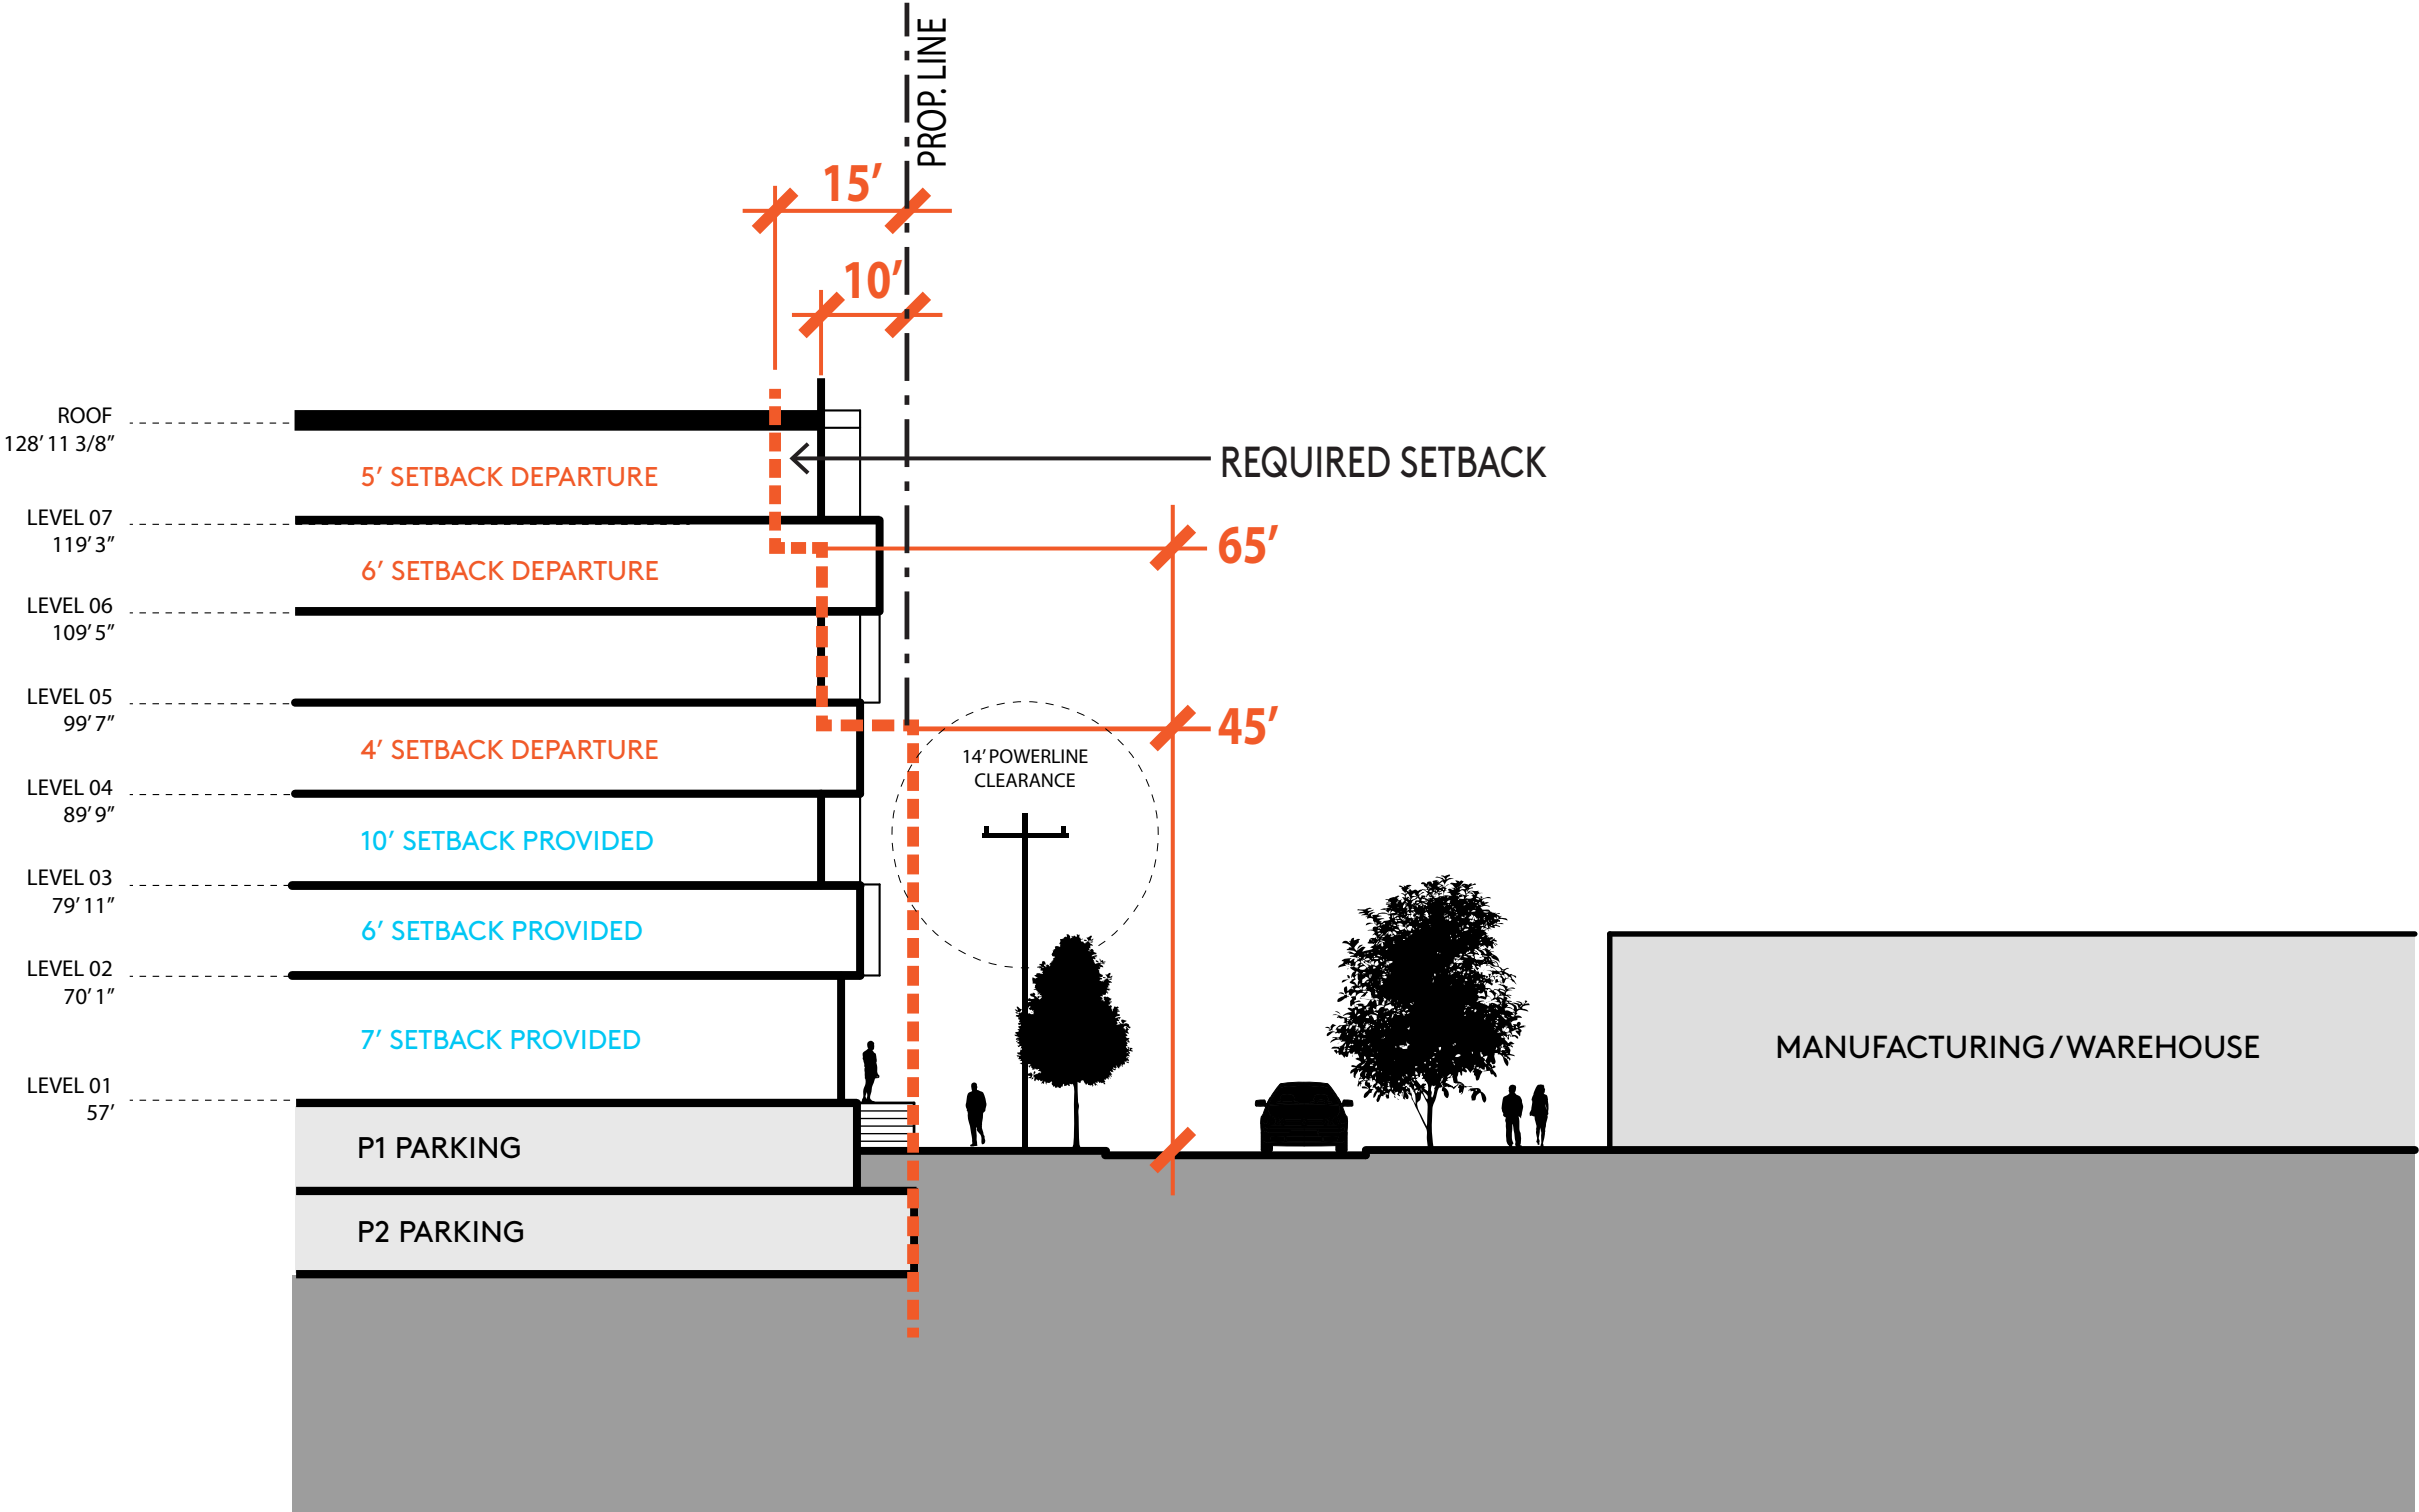 PROP. LINE
15’
10’
ROOF
128’ 11 3/8”
REQUIRED SETBACK
5’ SETBACK DEPARTURE
LEVEL 07
119’ 3”
65’
6’ SETBACK DEPARTURE
LEVEL 06
109’ 5”
LEVEL 05
99’ 7”
45’
4’ SETBACK DEPARTURE
14’ POWERLINE
CLEARANCE
LEVEL 04
89’ 9”
10’ SETBACK PROVIDED
LEVEL 03
79’ 11”
6’ SETBACK PROVIDED
LEVEL 02
70’ 1”
7’ SETBACK PROVIDED
MANUFACTURING/WAREHOUSE
LEVEL 01
57’
P1 PARKING
P2 PARKING